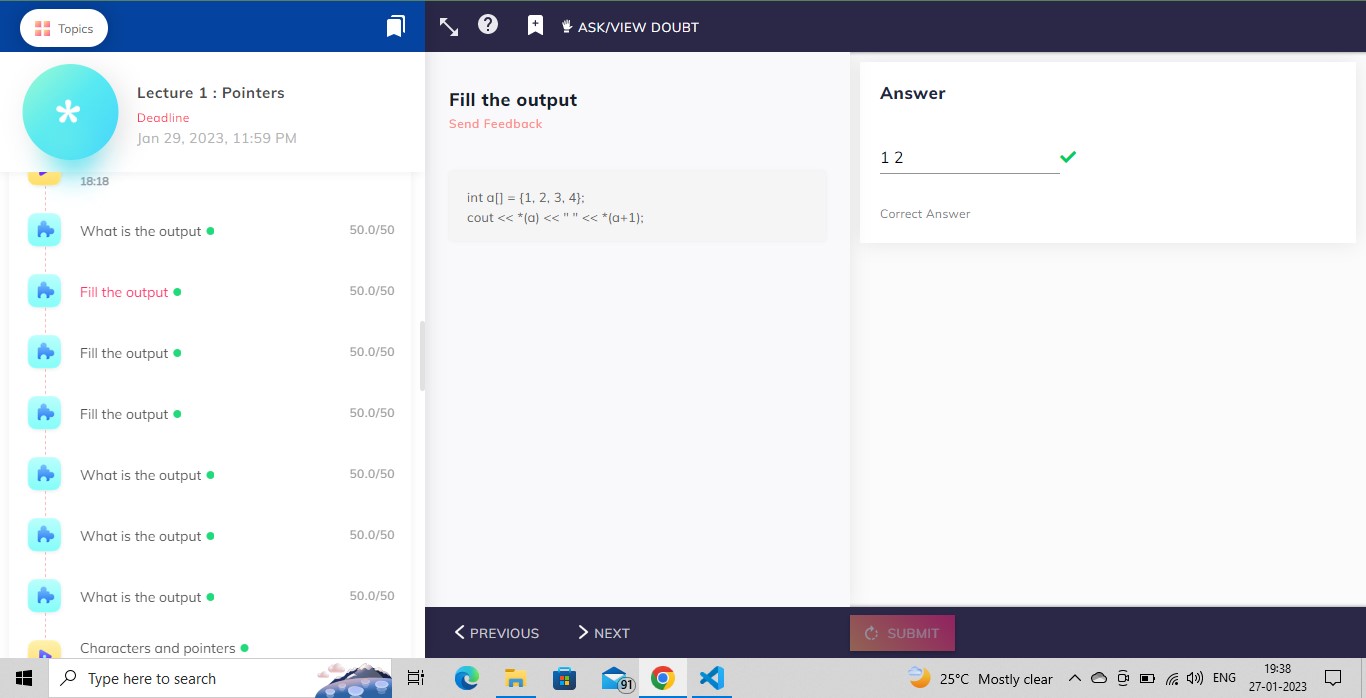 Topics
ASK/VIEW DOUBT
Lecture 1 : Pointers
Deadline
Jan 29, 2023, 11:59 PM
18:18
What is the output 50.0/50
Fill the output 50.0/50
Fill the output 50.0/50
Fill the output 50.0/50
What is the output 50.0/50
What is the output 50.0/50
What is the output 50.0/50
Characters and pointers
Fill the output
Send Feedback
int a[] = {1, 2, 3, 4};
cout << *(a) << " " << *(a+1);
Answer
1 2
Correct Answer
PREVIOUS
NEXT
SUBMIT
Type here to search
91
25°C Mostly clear
ENG
19:38
27-01-2023